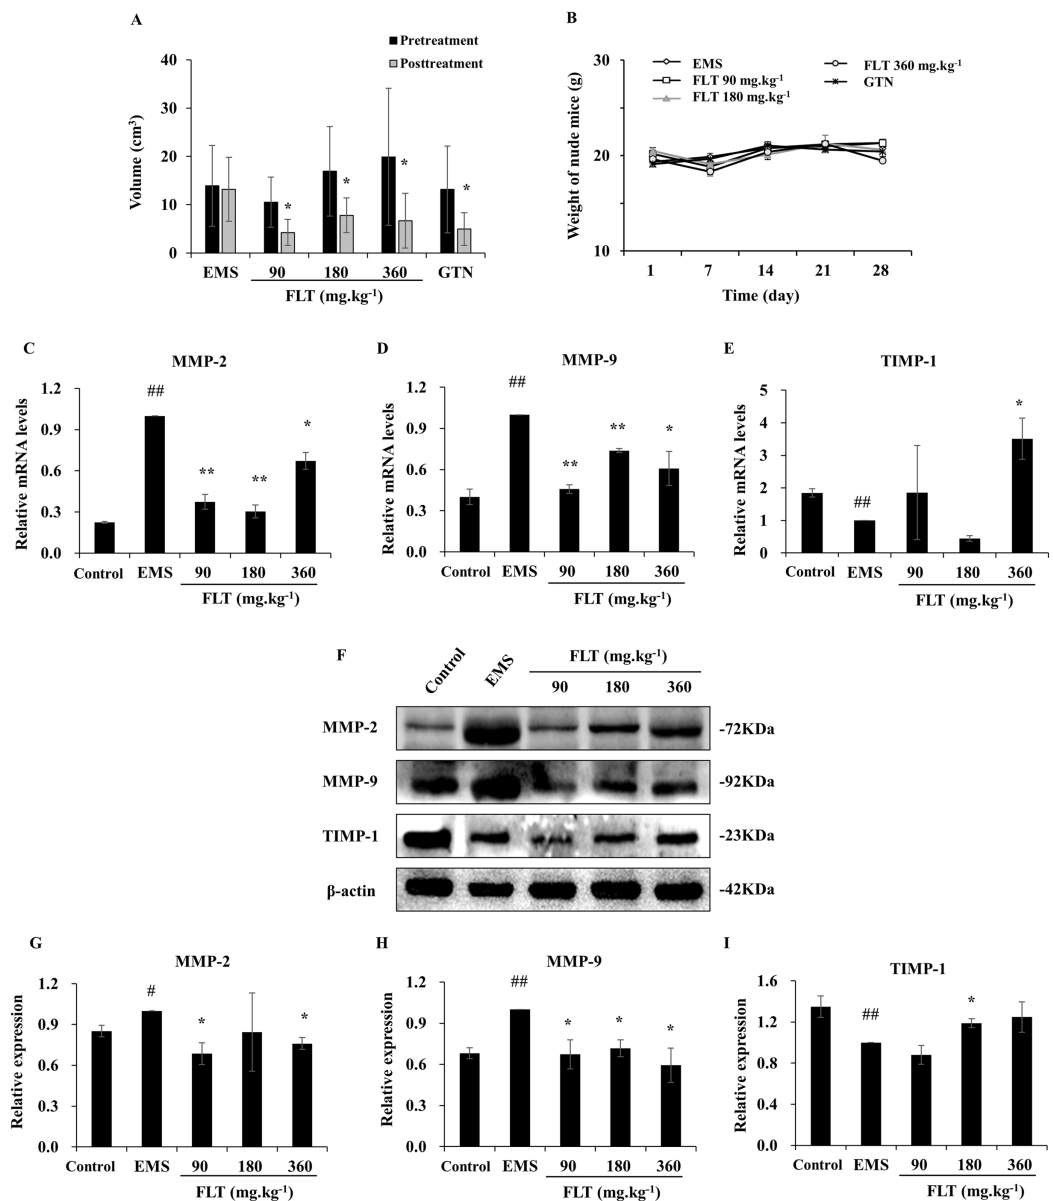 A
Pretreatment
Posttreatment
40
30
20
10
0
Volume (cm³)
*
*
*
*
EMS 90 180 360 GTN
FLT (mg.kg⁻¹)
B
EMS
FLT 90 mg.kg⁻¹
FLT 180 mg.kg⁻¹
FLT 360 mg.kg⁻¹
GTN
30
20
10
Weight of nude mice (g)
1 7 14 21 28
Time (day)
C
MMP-2
1.2
0.9
0.6
0.3
0.0
Relative mRNA levels
##
**
**
*
Control EMS 90 180 360
FLT (mg.kg⁻¹)
D
MMP-9
1.2
0.9
0.6
0.3
0.0
Relative mRNA levels
##
**
**
*
Control EMS 90 180 360
FLT (mg.kg⁻¹)
E
TIMP-1
5
4
3
2
1
0
Relative mRNA levels
##
*
Control EMS 90 180 360
FLT (mg.kg⁻¹)
F
Control EMS
FLT (mg.kg⁻¹)
90 180 360
MMP-2 -72KDa
MMP-9 -92KDa
TIMP-1 -23KDa
β-actin -42KDa
G
MMP-2
1.2
0.9
0.6
0.3
0.0
Relative expression
#
*
*
Control EMS 90 180 360
FLT (mg.kg⁻¹)
H
MMP-9
1.2
0.9
0.6
0.3
0.0
Relative expression
##
*
*
*
Control EMS 90 180 360
FLT (mg.kg⁻¹)
I
TIMP-1
1.6
1.2
0.8
0.4
0.0
Relative expression
##
*
Control EMS 90 180 360
FLT (mg.kg⁻¹)